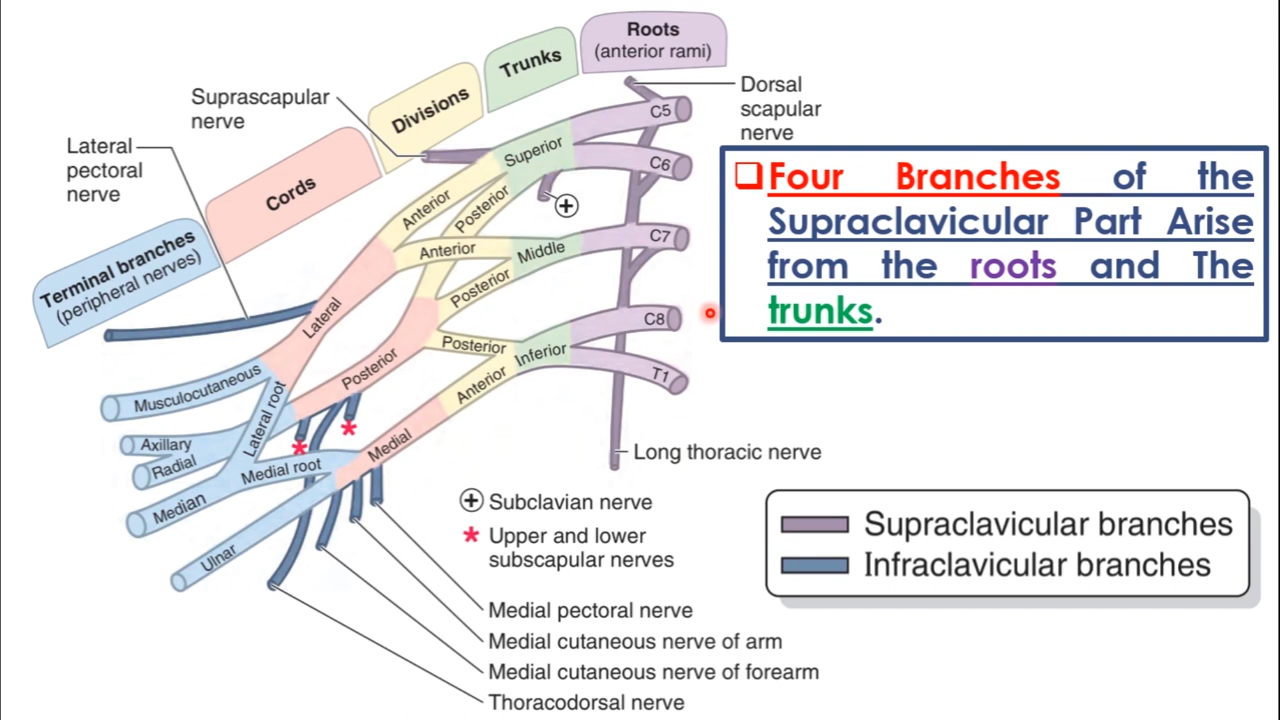 Roots
(anterior rami)
Trunks
Divisions
Cords
Terminal branches
(peripheral nerves)
Suprascapular
nerve
Lateral
pectoral
nerve
Dorsal
scapular
nerve
C5
C6
C7
C8
T1
Superior
Middle
Inferior
Anterior
Posterior
Anterior
Posterior
Posterior
Anterior
Lateral
Posterior
Medial
Musculocutaneous
Lateral root
Axillary
Radial
Medial root
Median
Ulnar
Long thoracic nerve
+
+ Subclavian nerve
* Upper and lower
subscapular nerves
*
*
Medial pectoral nerve
Medial cutaneous nerve of arm
Medial cutaneous nerve of forearm
Thoracodorsal nerve
❑Four Branches of the
Supraclavicular Part Arise
from the roots and The
trunks.
Supraclavicular branches
Infraclavicular branches